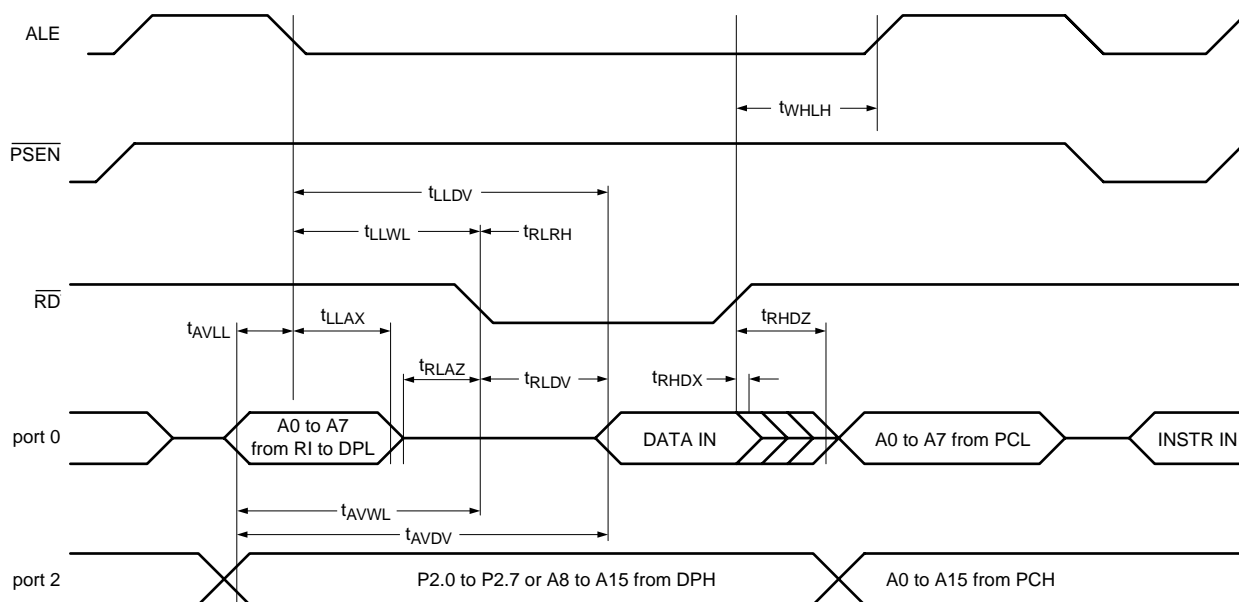 ALE
tWHLH
PSEN
tLLDV
tLLWL
tRLRH
RD
tAVLL
tLLAX
tRHDZ
tRLAZ
tRLDV
tRHDX
port 0
A0 to A7
from RI to DPL
DATA IN
A0 to A7 from PCL
INSTR IN
tAVWL
tAVDV
port 2
P2.0 to P2.7 or A8 to A15 from DPH
A0 to A15 from PCH